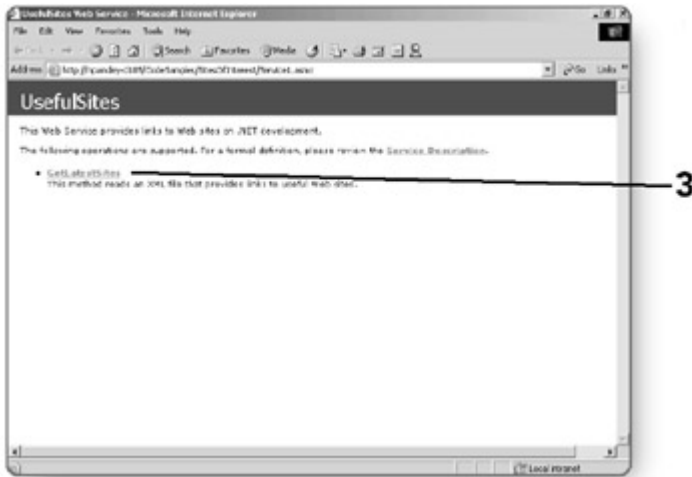 UsefulSites Web Service - Microsoft Internet Explorer
File Edit View Favorites Tools Help
Search Favorites Media
Address Go Links »
UsefulSites
This Web Service provides links to Web sites on .NET development.
The following operations are supported. For a formal definition, please review the Service Description.
• GetLatestSites
This method reads an XML file that provides links to useful Web sites.
3
Local intranet